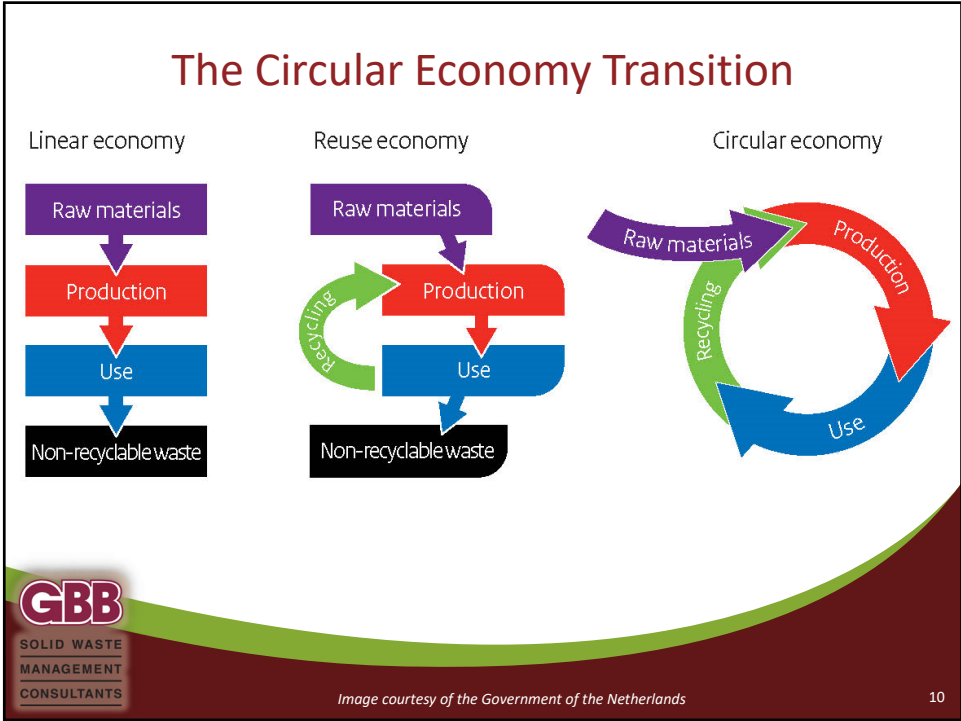 The Circular Economy Transition
Linear economy
Raw materials
Production
Use
Non-recyclable waste
Reuse economy
Raw materials
Recycling
Production
Use
Non-recyclable waste
Circular economy
Raw materials
Production
Recycling
Use
GBB
SOLID WASTE
MANAGEMENT
CONSULTANTS
Image courtesy of the Government of the Netherlands
10